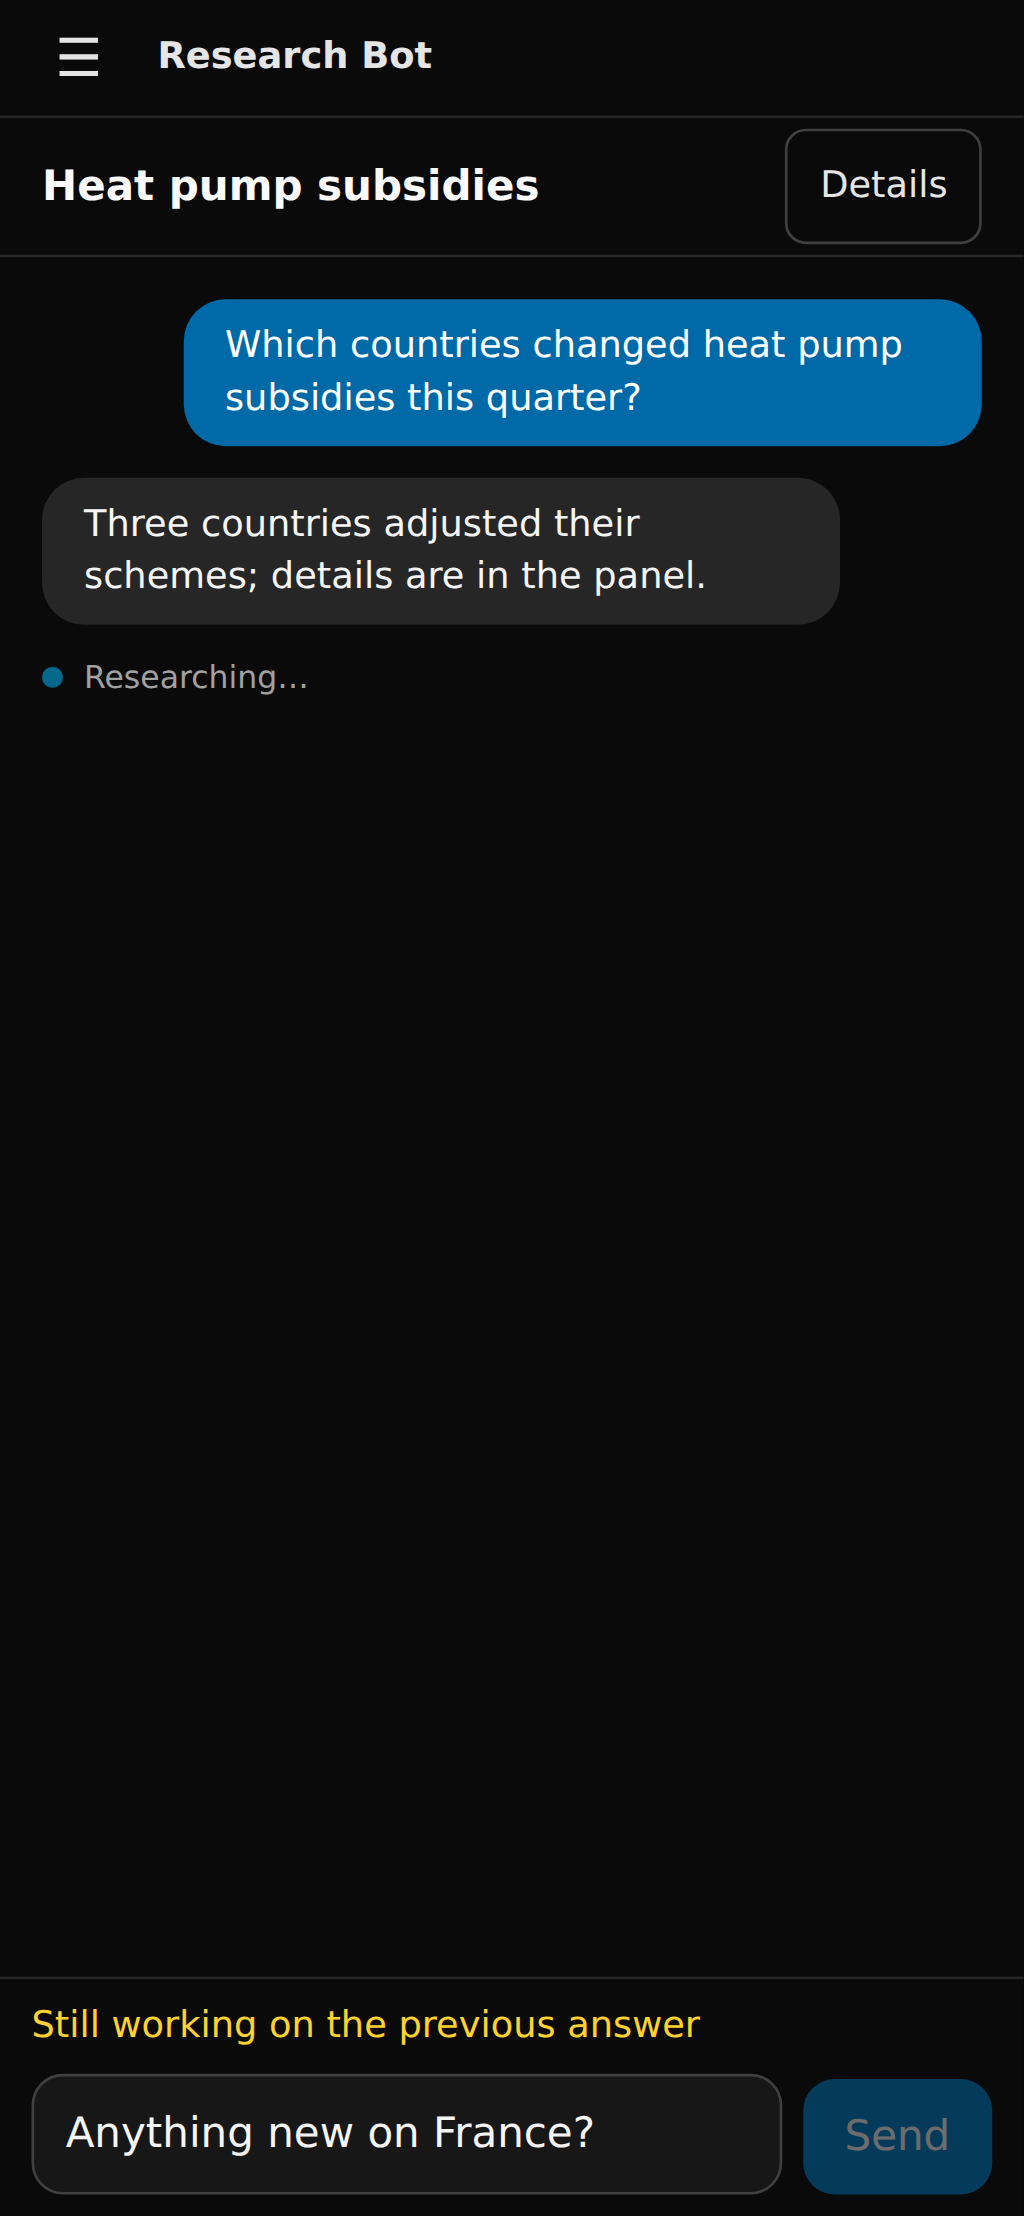 ☰ Research Bot
Heat pump subsidies
Details
Which countries changed heat pump
subsidies this quarter?
Three countries adjusted their
schemes; details are in the panel.
Researching...
Still working on the previous answer
Anything new on France?
Send